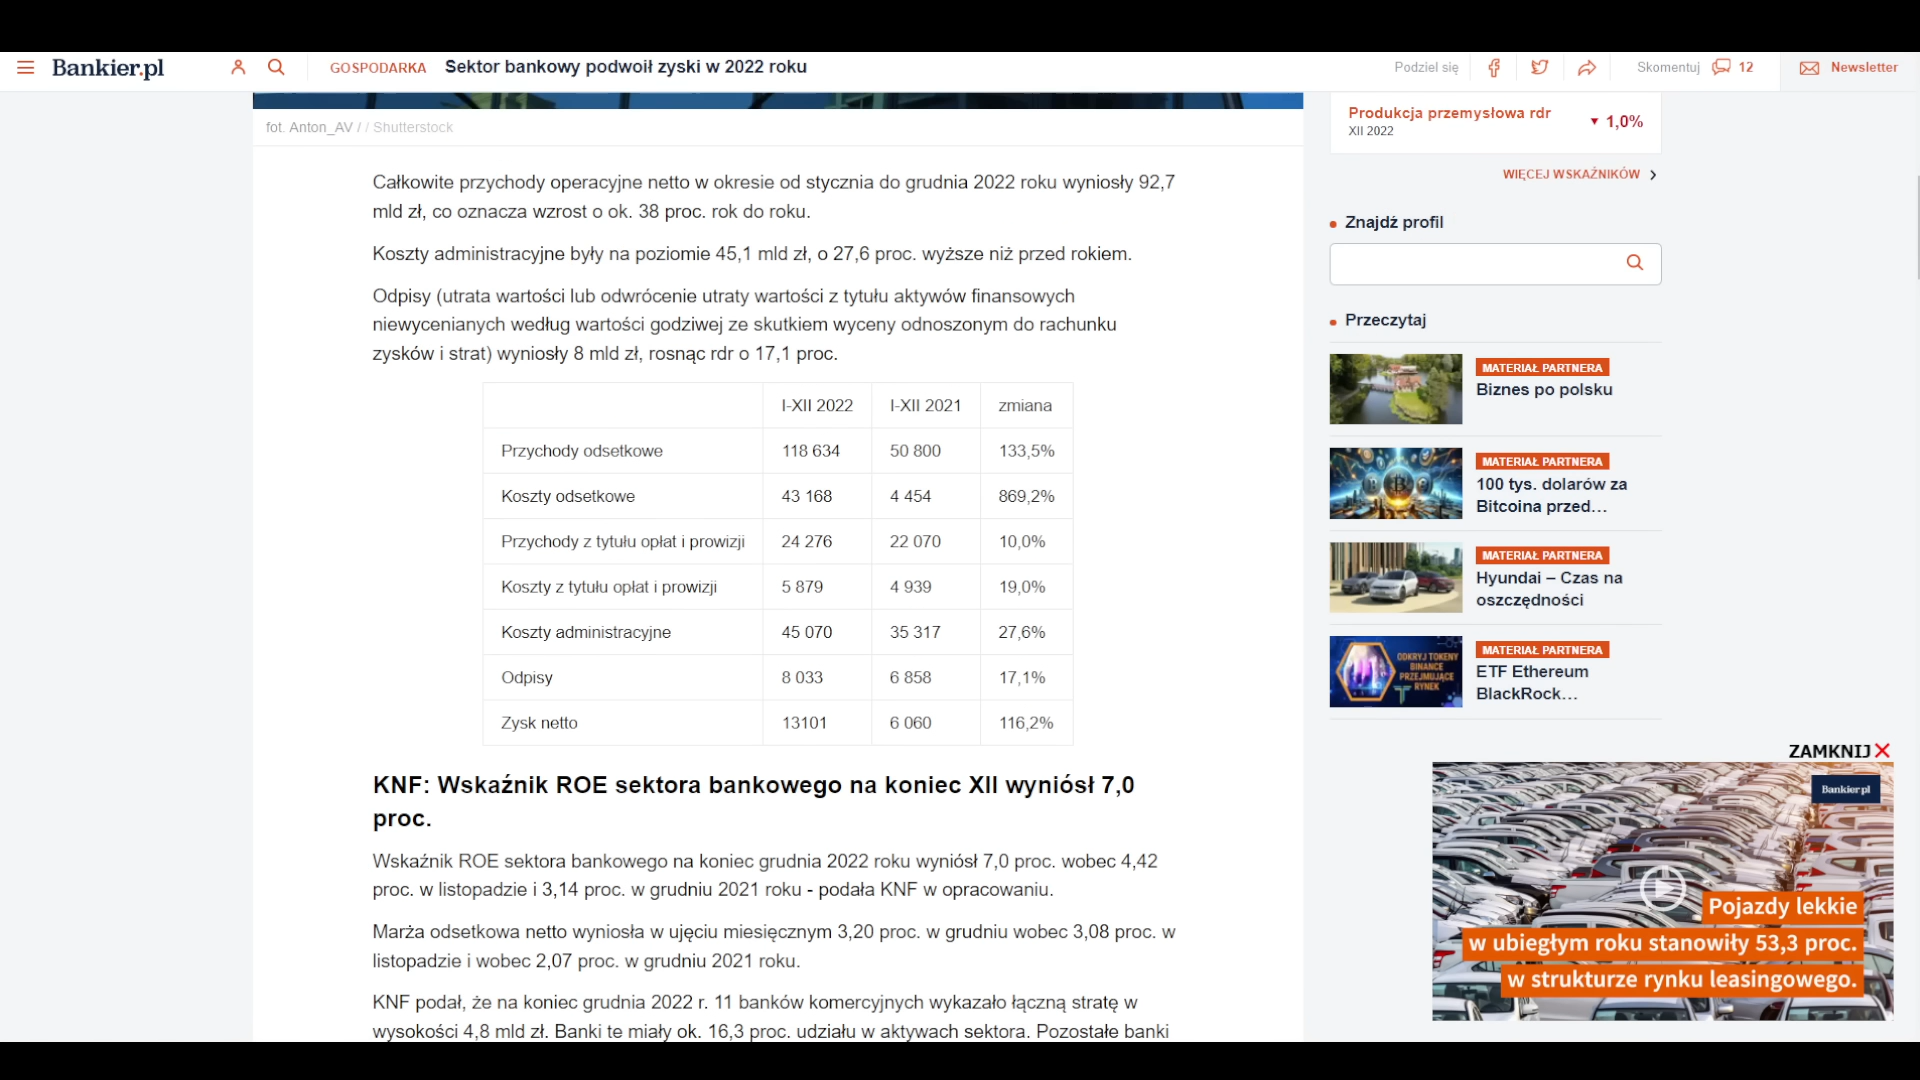 Bankier.pl
GOSPODARKA
Sektor bankowy podwoił zyski w 2022 roku
Podziel się
Skomentuj
12
Newsletter
fot. Anton_AV / / Shutterstock
Całkowite przychody operacyjne netto w okresie od stycznia do grudnia 2022 roku wyniosły 92,7
mld zł, co oznacza wzrost o ok. 38 proc. rok do roku.
Koszty administracyjne były na poziomie 45,1 mld zł, o 27,6 proc. wyższe niż przed rokiem.
Odpisy (utrata wartości lub odwrócenie utraty wartości z tytułu aktywów finansowych
niewycenianych według wartości godziwej ze skutkiem wyceny odnoszonym do rachunku
zysków i strat) wyniosły 8 mld zł, rosnąc rdr o 17,1 proc.
I-XII 2022 I-XII 2021 zmiana
Przychody odsetkowe 118 634 50 800 133,5%
Koszty odsetkowe 43 168 4 454 869,2%
Przychody z tytułu opłat i prowizji 24 276 22 070 10,0%
Koszty z tytułu opłat i prowizji 5 879 4 939 19,0%
Koszty administracyjne 45 070 35 317 27,6%
Odpisy 8 033 6 858 17,1%
Zysk netto 13101 6 060 116,2%
KNF: Wskaźnik ROE sektora bankowego na koniec XII wyniósł 7,0
proc.
Wskaźnik ROE sektora bankowego na koniec grudnia 2022 roku wyniósł 7,0 proc. wobec 4,42
proc. w listopadzie i 3,14 proc. w grudniu 2021 roku - podała KNF w opracowaniu.
Marża odsetkowa netto wyniosła w ujęciu miesięcznym 3,20 proc. w grudniu wobec 3,08 proc. w
listopadzie i wobec 2,07 proc. w grudniu 2021 roku.
KNF podał, że na koniec grudnia 2022 r. 11 banków komercyjnych wykazało łączną stratę w
wysokości 4,8 mld zł. Banki te miały ok. 16,3 proc. udziału w aktywach sektora. Pozostałe banki
Produkcja przemysłowa rdr
▼ 1,0%
XII 2022
WIĘCEJ WSKAŹNIKÓW
Znajdź profil
Przeczytaj
MATERIAŁ PARTNERA
Biznes po polsku
MATERIAŁ PARTNERA
100 tys. dolarów za
Bitcoina przed...
MATERIAŁ PARTNERA
Hyundai – Czas na
oszczędności
ODKRYJ TOKENY
BINANCE
PRZEJMUJĄCE
RYNEK
MATERIAŁ PARTNERA
ETF Ethereum
BlackRock...
ZAMKNIJ
Bankier.pl
Pojazdy lekkie
w ubiegłym roku stanowiły 53,3 proc.
w strukturze rynku leasingowego.